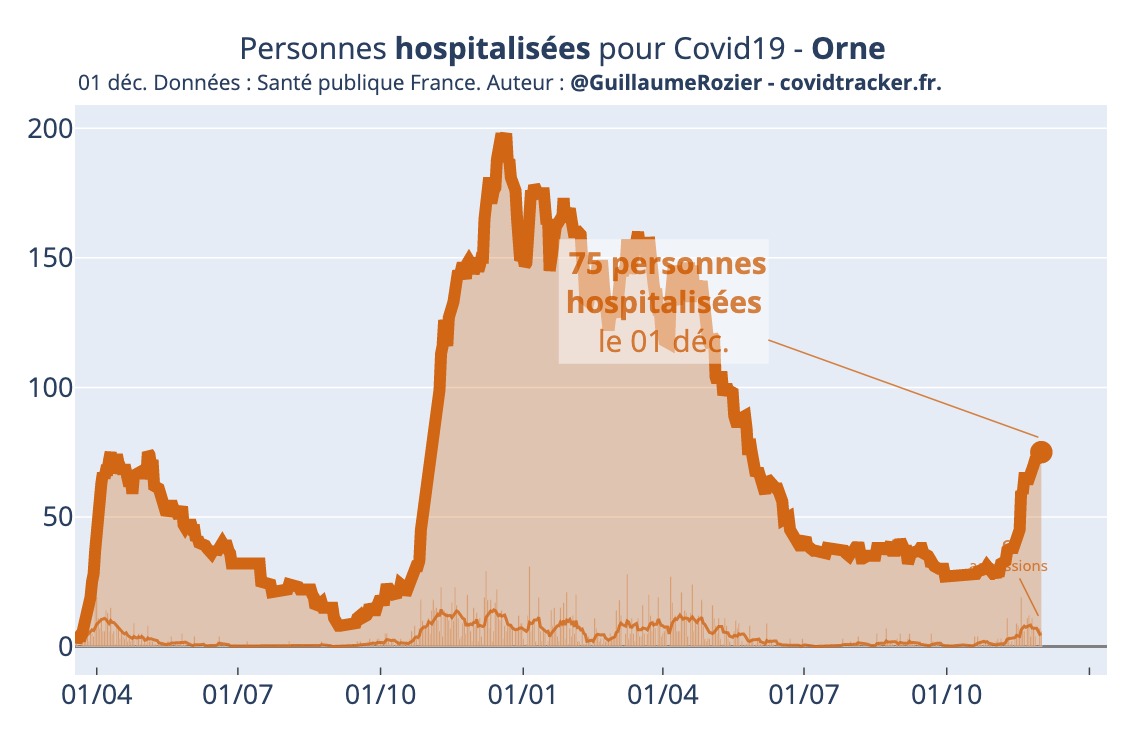 Personnes hospitalisées pour Covid19 - Orne
01 déc. Données : Santé publique France. Auteur : @GuillaumeRozier - covidtracker.fr.
200
150
100
50
0
75 personnes
hospitalisées
le 01 déc.
01/04
01/07
01/10
01/01
01/04
01/07
01/10